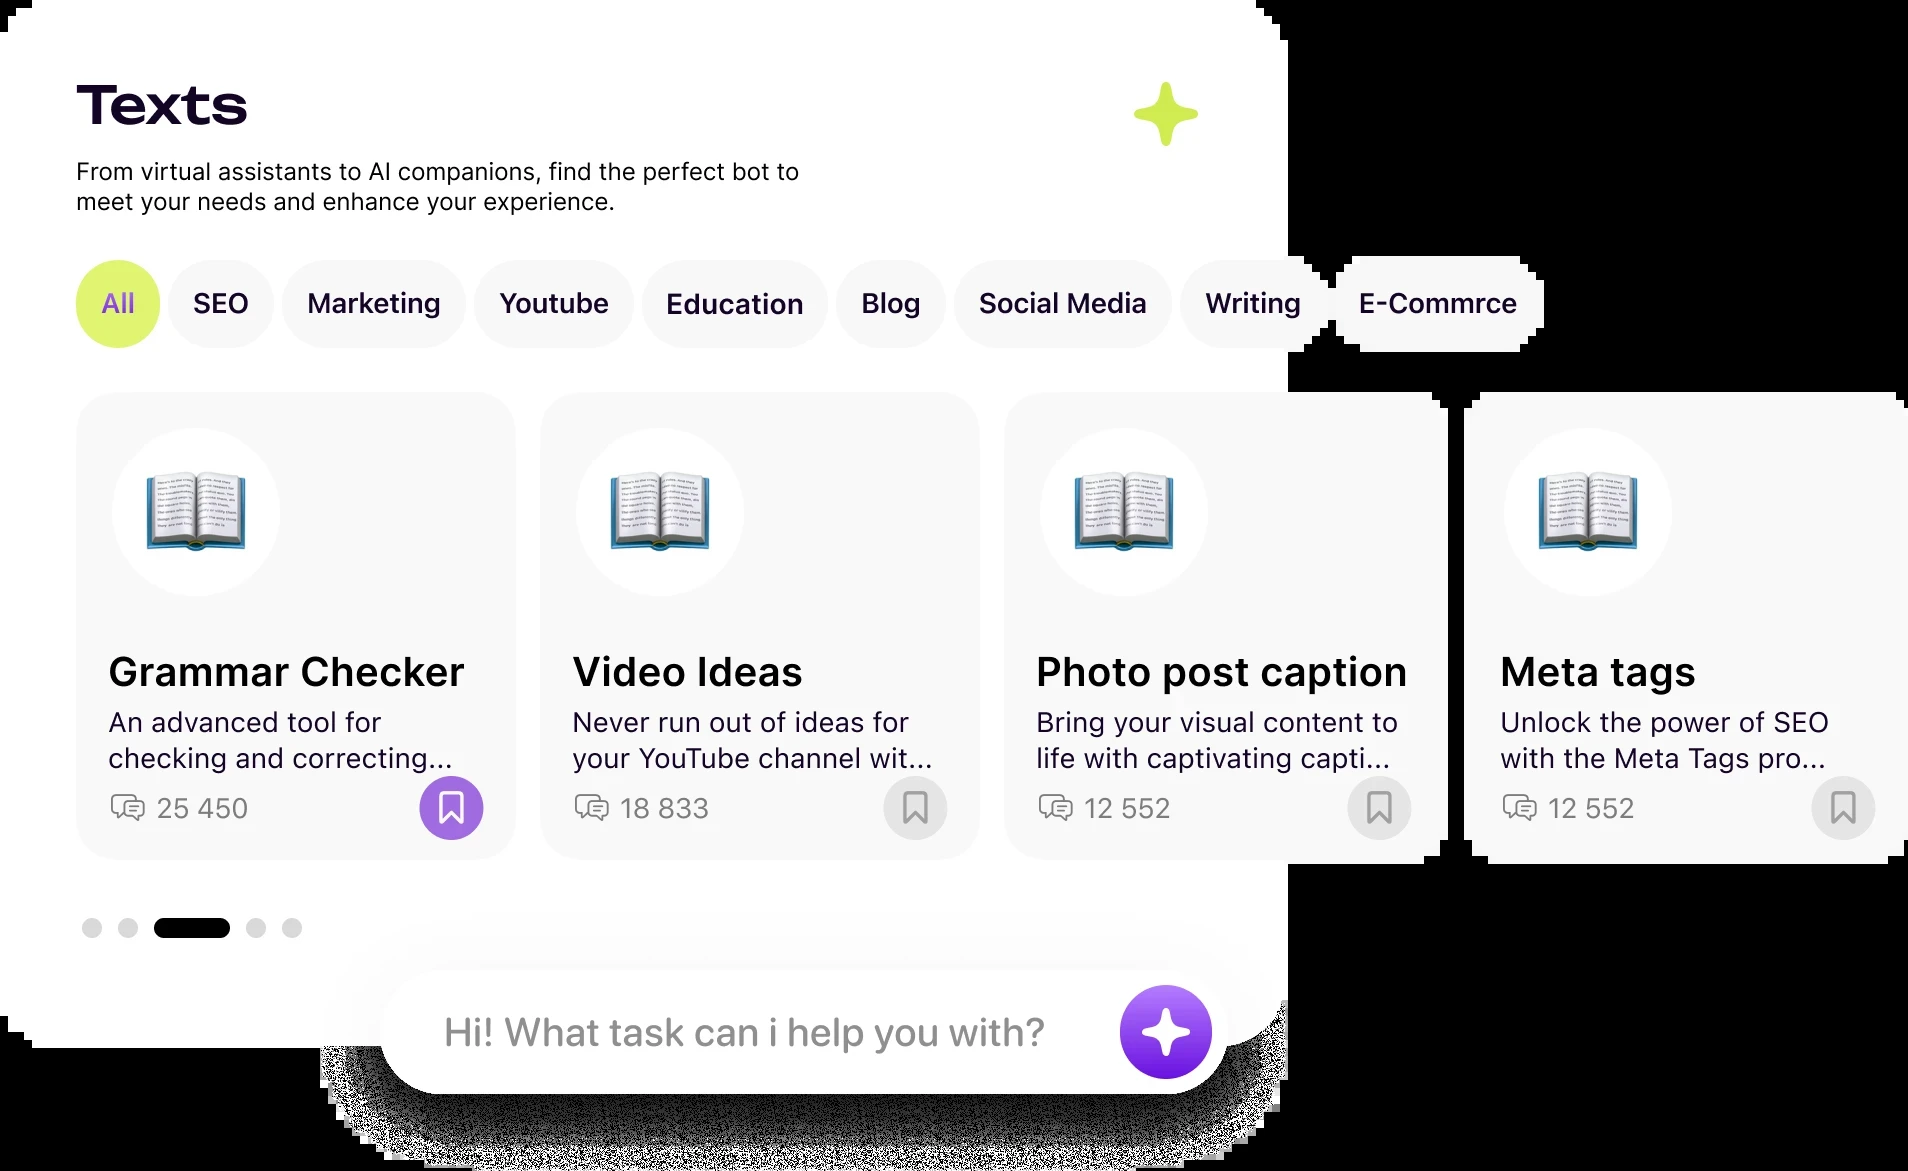 Texts
From virtual assistants to AI companions, find the perfect bot to
meet your needs and enhance your experience.
All
SEO
Marketing
Youtube
Education
Blog
Social Media
Writing
E-Commrce
Grammar Checker
An advanced tool for
checking and correcting...
25 450
Video Ideas
Never run out of ideas for
your YouTube channel wit...
18 833
Photo post caption
Bring your visual content to
life with captivating capti...
12 552
Meta tags
Unlock the power of SEO
with the Meta Tags pro...
12 552
Hi! What task can i help you with?